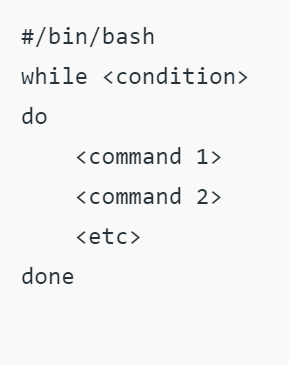 #/bin/bash
while <condition>
do
    <command 1>
    <command 2>
    <etc>
done